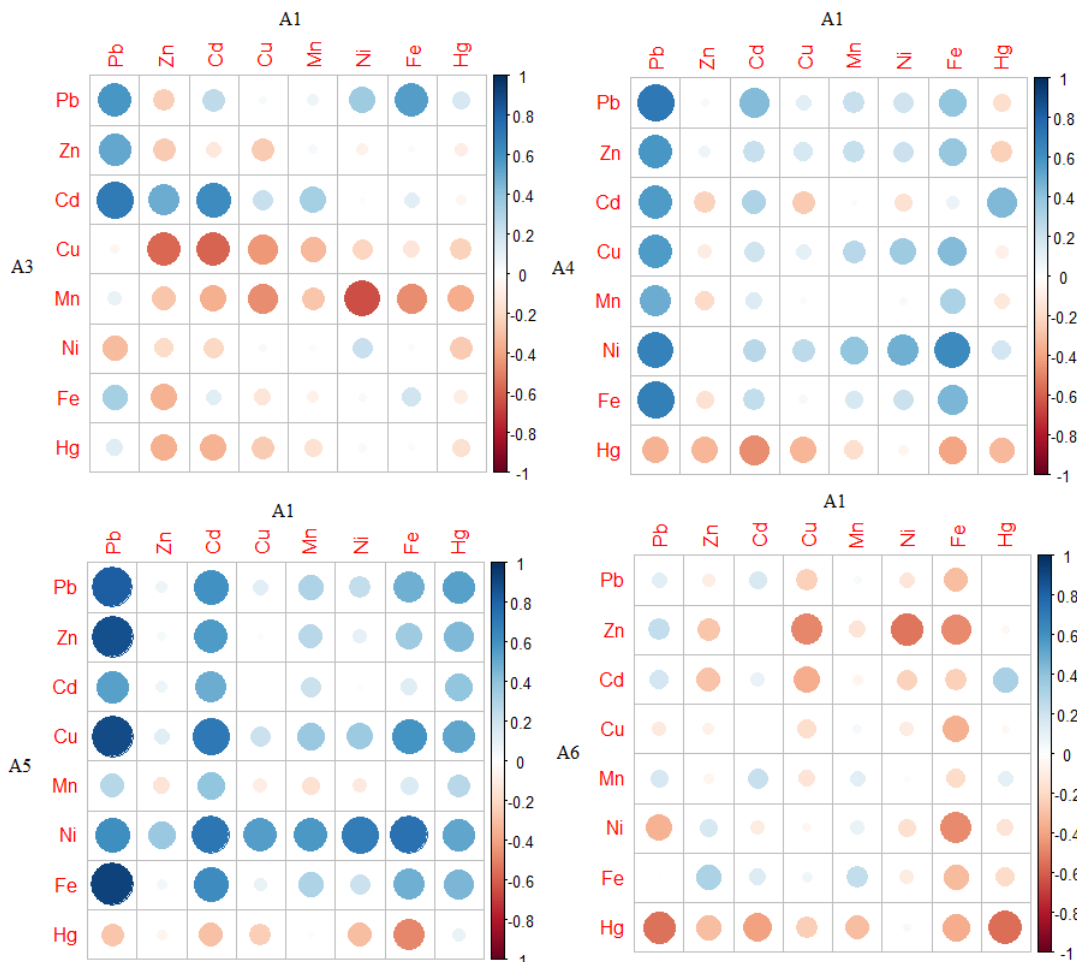 A1
Pb Zn Cd Cu Mn Ni Fe Hg
A3
Pb
Zn
Cd
Cu
Mn
Ni
Fe
Hg
1
0.8
0.6
0.4
0.2
0
-0.2
-0.4
-0.6
-0.8
-1
A1
Pb Zn Cd Cu Mn Ni Fe Hg
A4
Pb
Zn
Cd
Cu
Mn
Ni
Fe
Hg
1
0.8
0.6
0.4
0.2
0
-0.2
-0.4
-0.6
-0.8
-1
A1
Pb Zn Cd Cu Mn Ni Fe Hg
A5
Pb
Zn
Cd
Cu
Mn
Ni
Fe
Hg
1
0.8
0.6
0.4
0.2
0
-0.2
-0.4
-0.6
-0.8
-1
A1
Pb Zn Cd Cu Mn Ni Fe Hg
A6
Pb
Zn
Cd
Cu
Mn
Ni
Fe
Hg
1
0.8
0.6
0.4
0.2
0
-0.2
-0.4
-0.6
-0.8
-1